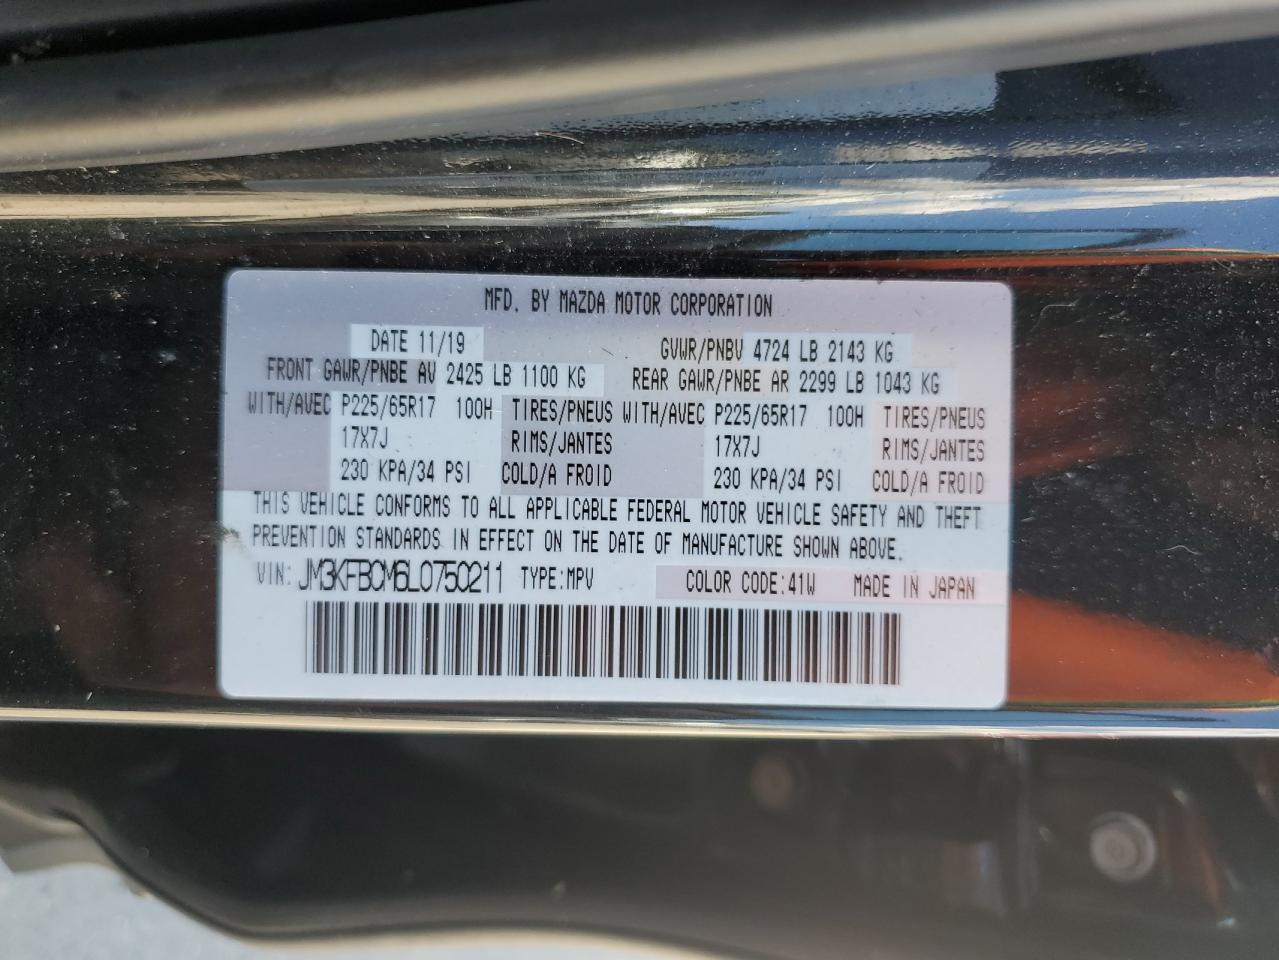 MFD. BY MAZDA MOTOR CORPORATION
DATE 11/19 GVWR/PNBV 4724 LB 2143 KG
FRONT GAWR/PNBE AV 2425 LB 1100 KG REAR GAWR/PNBE AR 2299 LB 1043 KG
WITH/AVEC P225/65R17 100H TIRES/PNEUS WITH/AVEC P225/65R17 100H TIRES/PNEUS
17X7J RIMS/JANTES 17X7J RIMS/JANTES
230 KPA/34 PSI COLD/A FROID 230 KPA/34 PSI COLD/A FROID
THIS VEHICLE CONFORMS TO ALL APPLICABLE FEDERAL MOTOR VEHICLE SAFETY AND THEFT
PREVENTION STANDARDS IN EFFECT ON THE DATE OF MANUFACTURE SHOWN ABOVE.
VIN: JM3KFBCM6L0750211 TYPE:MPV COLOR CODE:41W MADE IN JAPAN